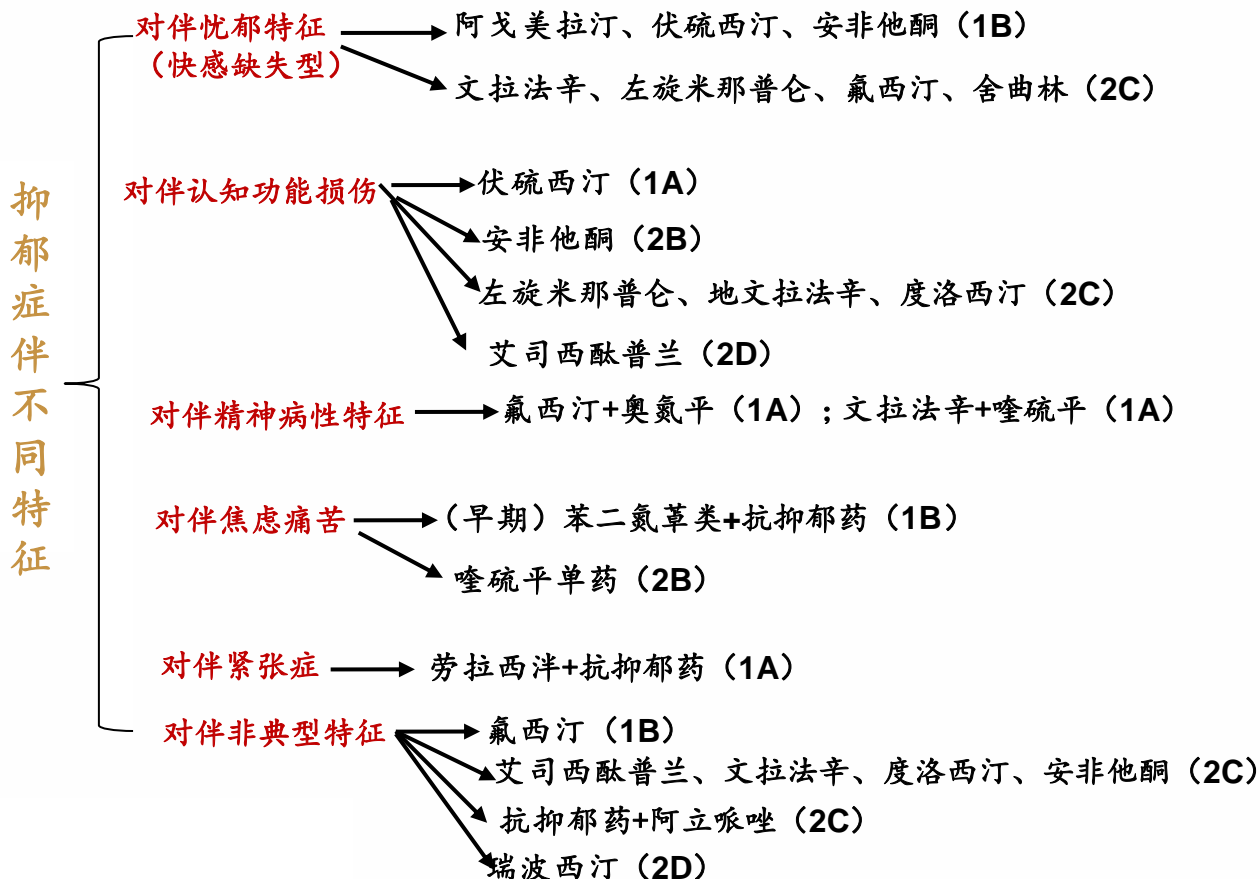 抑郁症伴不同特征
对伴忧郁特征
（快感缺失型）
阿戈美拉汀、伏硫西汀、安非他酮（1B）
文拉法辛、左旋米那普仑、氟西汀、舍曲林（2C）
对伴认知功能损伤
伏硫西汀（1A）
安非他酮（2B）
左旋米那普仑、地文拉法辛、度洛西汀（2C）
艾司西酞普兰（2D）
对伴精神病性特征
氟西汀+奥氮平（1A）；文拉法辛+喹硫平（1A）
对伴焦虑痛苦
（早期）苯二氮䓬类+抗抑郁药（1B）
喹硫平单药（2B）
对伴紧张症
劳拉西泮+抗抑郁药（1A）
对伴非典型特征
氟西汀（1B）
艾司西酞普兰、文拉法辛、度洛西汀、安非他酮（2C）
抗抑郁药+阿立哌唑（2C）
瑞波西汀（2D）